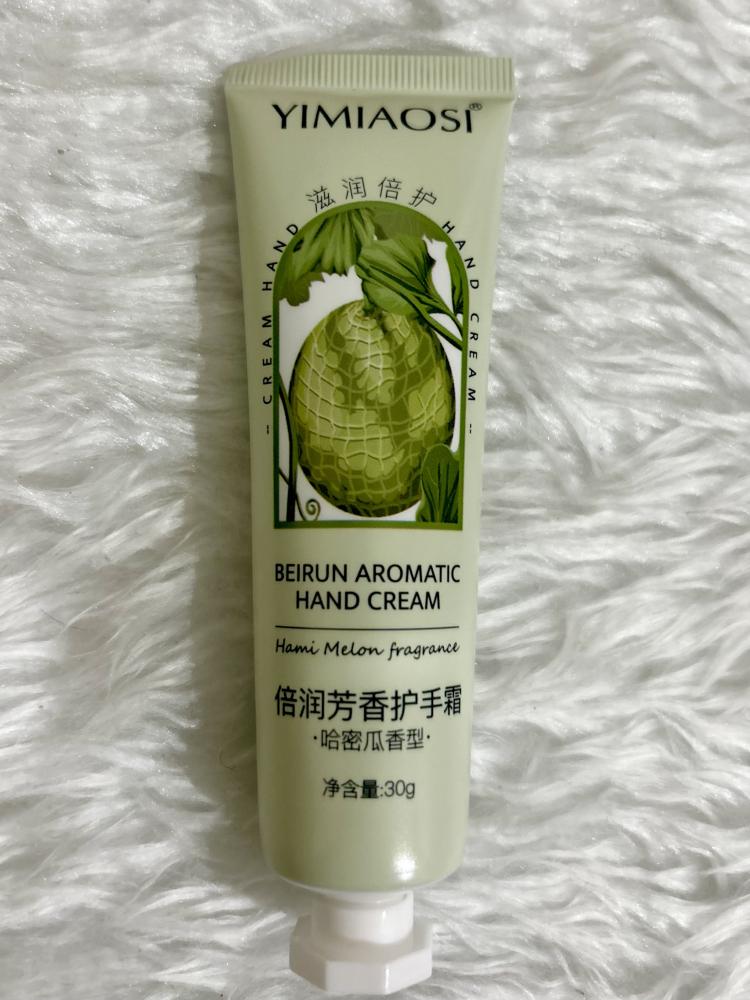 YIMIAOSI®
滋润倍护
-- CREAM HAND
HAND CREAM --
BEIRUN AROMATIC
HAND CREAM
Hami Melon fragrance
倍润芳香护手霜
·哈密瓜香型·
净含量:30g